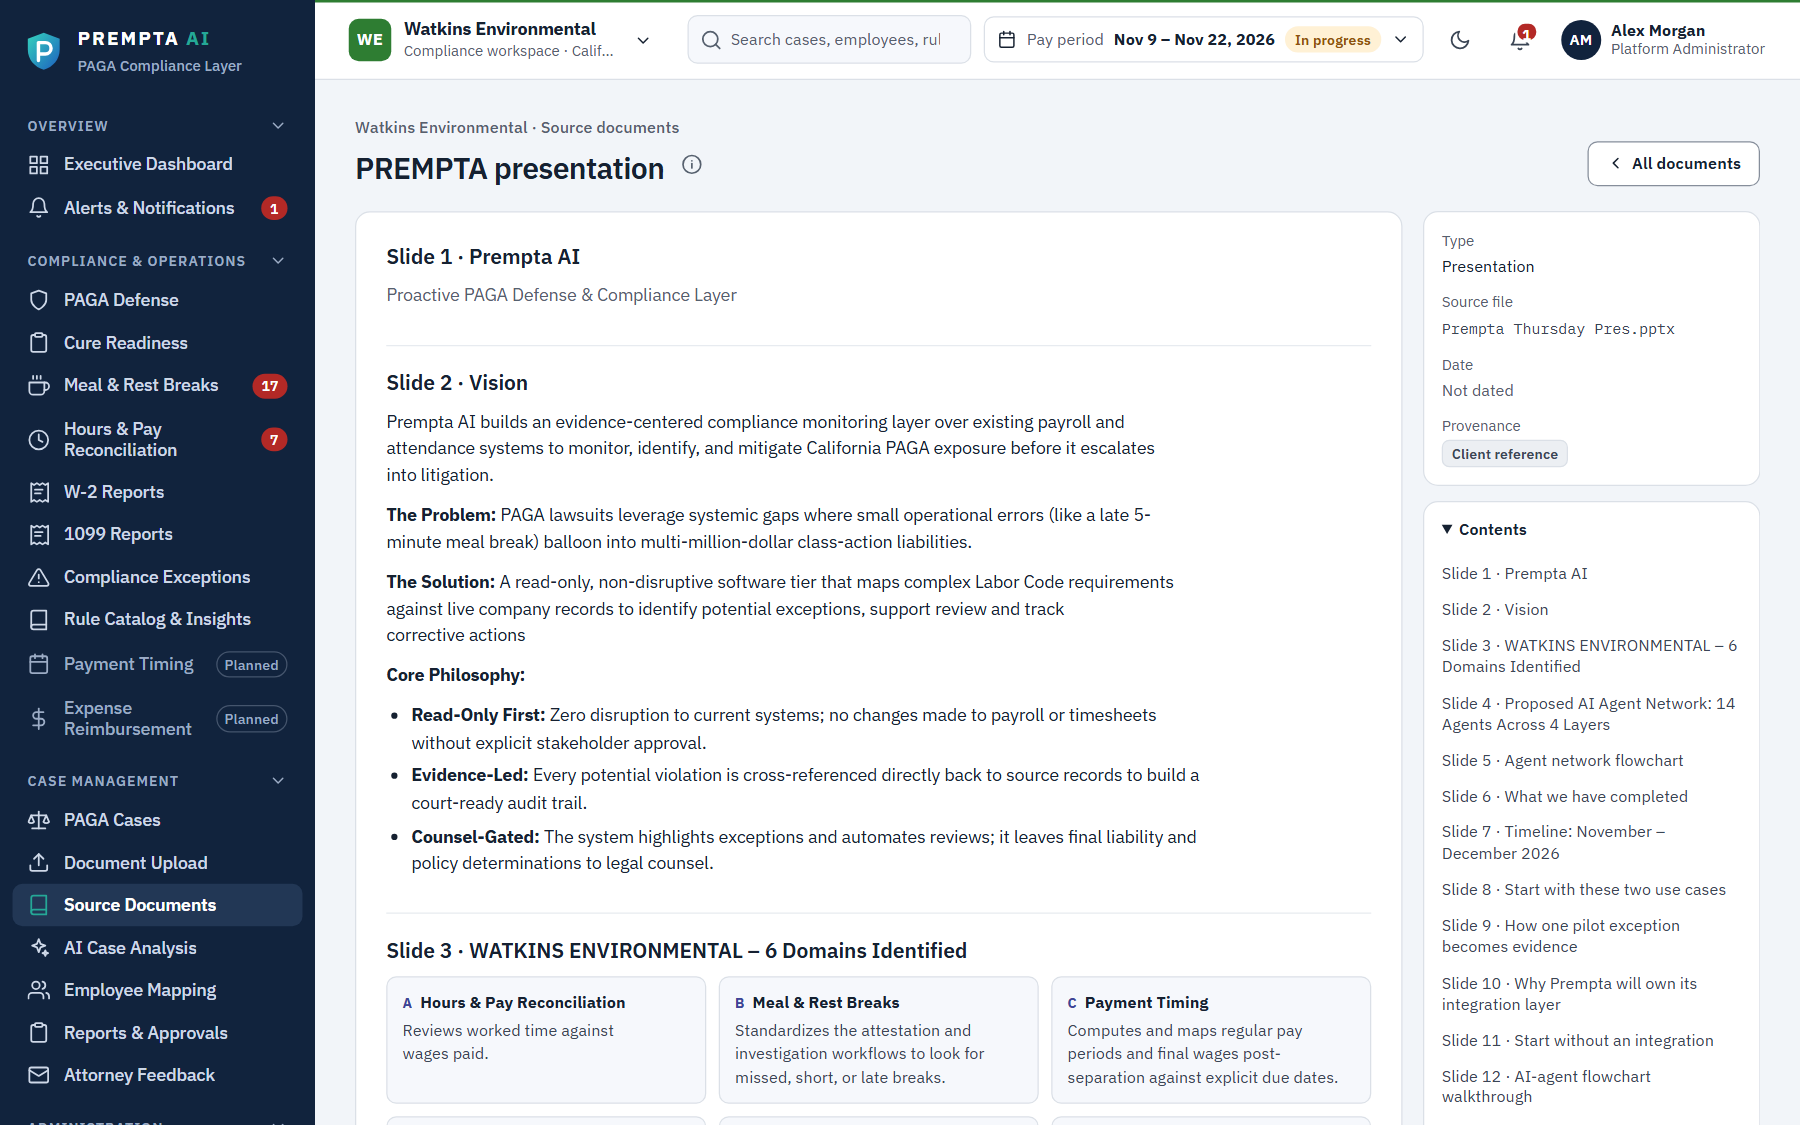 PREMPTA AI
PAGA Compliance Layer
OVERVIEW
Executive Dashboard
Alerts & Notifications 1
COMPLIANCE & OPERATIONS
PAGA Defense
Cure Readiness
Meal & Rest Breaks 17
Hours & Pay
Reconciliation 7
W-2 Reports
1099 Reports
Compliance Exceptions
Rule Catalog & Insights
Payment Timing Planned
Expense
Reimbursement Planned
CASE MANAGEMENT
PAGA Cases
Document Upload
Source Documents
AI Case Analysis
Employee Mapping
Reports & Approvals
Attorney Feedback
WE
Watkins Environmental
Compliance workspace · Calif...
Search cases, employees, rul
Pay period Nov 9 – Nov 22, 2026 In progress
1
AM
Alex Morgan
Platform Administrator
Watkins Environmental · Source documents
PREMPTA presentation
All documents
Slide 1 · Prempta AI
Proactive PAGA Defense & Compliance Layer
Slide 2 · Vision
Prempta AI builds an evidence-centered compliance monitoring layer over existing payroll and
attendance systems to monitor, identify, and mitigate California PAGA exposure before it escalates
into litigation.
The Problem: PAGA lawsuits leverage systemic gaps where small operational errors (like a late 5-
minute meal break) balloon into multi-million-dollar class-action liabilities.
The Solution: A read-only, non-disruptive software tier that maps complex Labor Code requirements
against live company records to identify potential exceptions, support review and track
corrective actions
Core Philosophy:
• Read-Only First: Zero disruption to current systems; no changes made to payroll or timesheets
without explicit stakeholder approval.
• Evidence-Led: Every potential violation is cross-referenced directly back to source records to build a
court-ready audit trail.
• Counsel-Gated: The system highlights exceptions and automates reviews; it leaves final liability and
policy determinations to legal counsel.
Slide 3 · WATKINS ENVIRONMENTAL – 6 Domains Identified
A Hours & Pay Reconciliation
Reviews worked time against
wages paid.
B Meal & Rest Breaks
Standardizes the attestation and
investigation workflows to look for
missed, short, or late breaks.
C Payment Timing
Computes and maps regular pay
periods and final wages post-
separation against explicit due dates.
Type
Presentation
Source file
Prempta Thursday Pres.pptx
Date
Not dated
Provenance
Client reference
Contents
Slide 1 · Prempta AI
Slide 2 · Vision
Slide 3 · WATKINS ENVIRONMENTAL – 6
Domains Identified
Slide 4 · Proposed AI Agent Network: 14
Agents Across 4 Layers
Slide 5 · Agent network flowchart
Slide 6 · What we have completed
Slide 7 · Timeline: November –
December 2026
Slide 8 · Start with these two use cases
Slide 9 · How one pilot exception
becomes evidence
Slide 10 · Why Prempta will own its
integration layer
Slide 11 · Start without an integration
Slide 12 · AI-agent flowchart
walkthrough